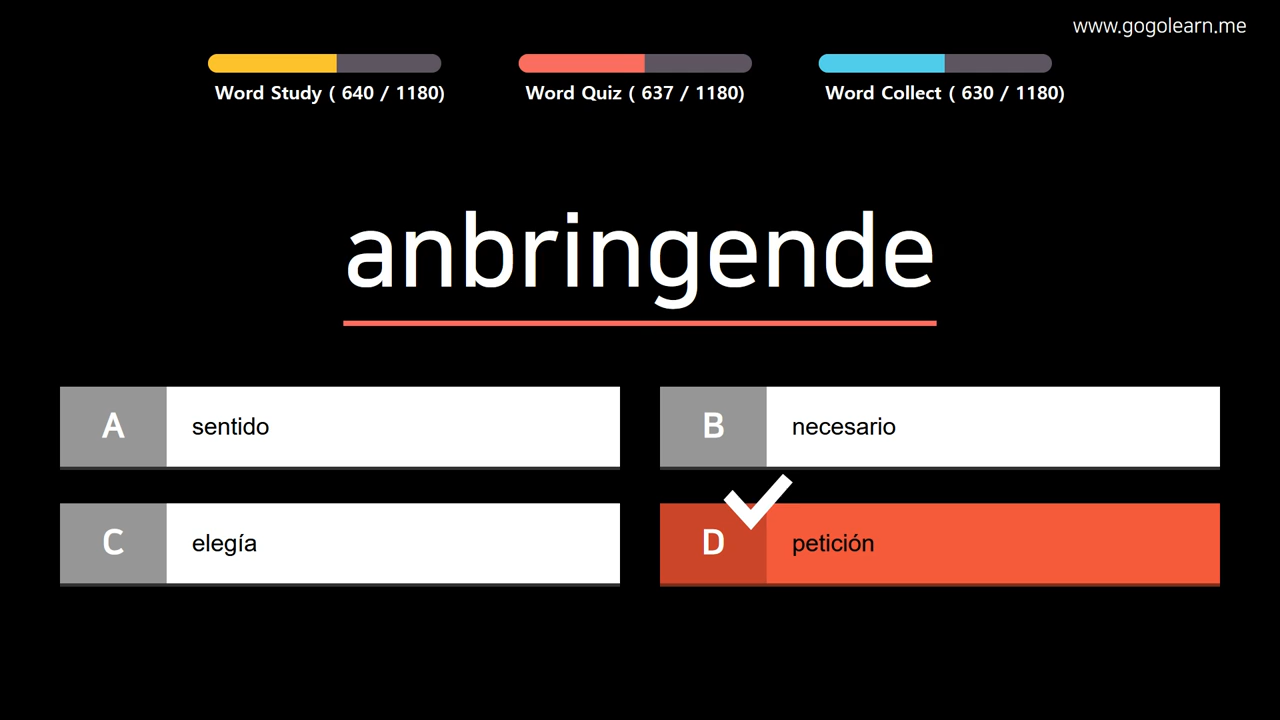 www.gogolearn.me
Word Study ( 640 / 1180)
Word Quiz ( 637 / 1180)
Word Collect ( 630 / 1180)
anbringende
A sentido
B necesario
C elegía
D petición